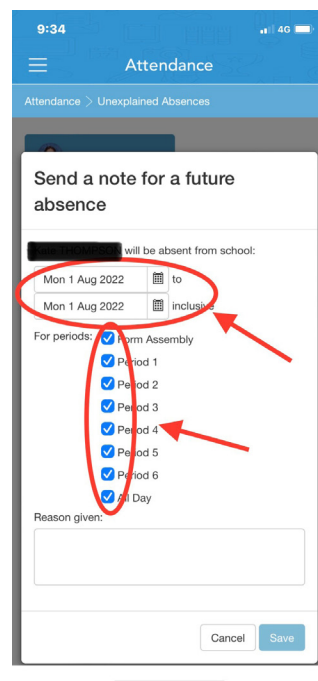 9:34
4G
Attendance
Attendance > Unexplained Absences
Send a note for a future
absence
will be absent from school:
Mon 1 Aug 2022 to
Mon 1 Aug 2022 inclusive
For periods: Form Assembly
Period 1
Period 2
Period 3
Period 4
Period 5
Period 6
All Day
Reason given:
Cancel Save